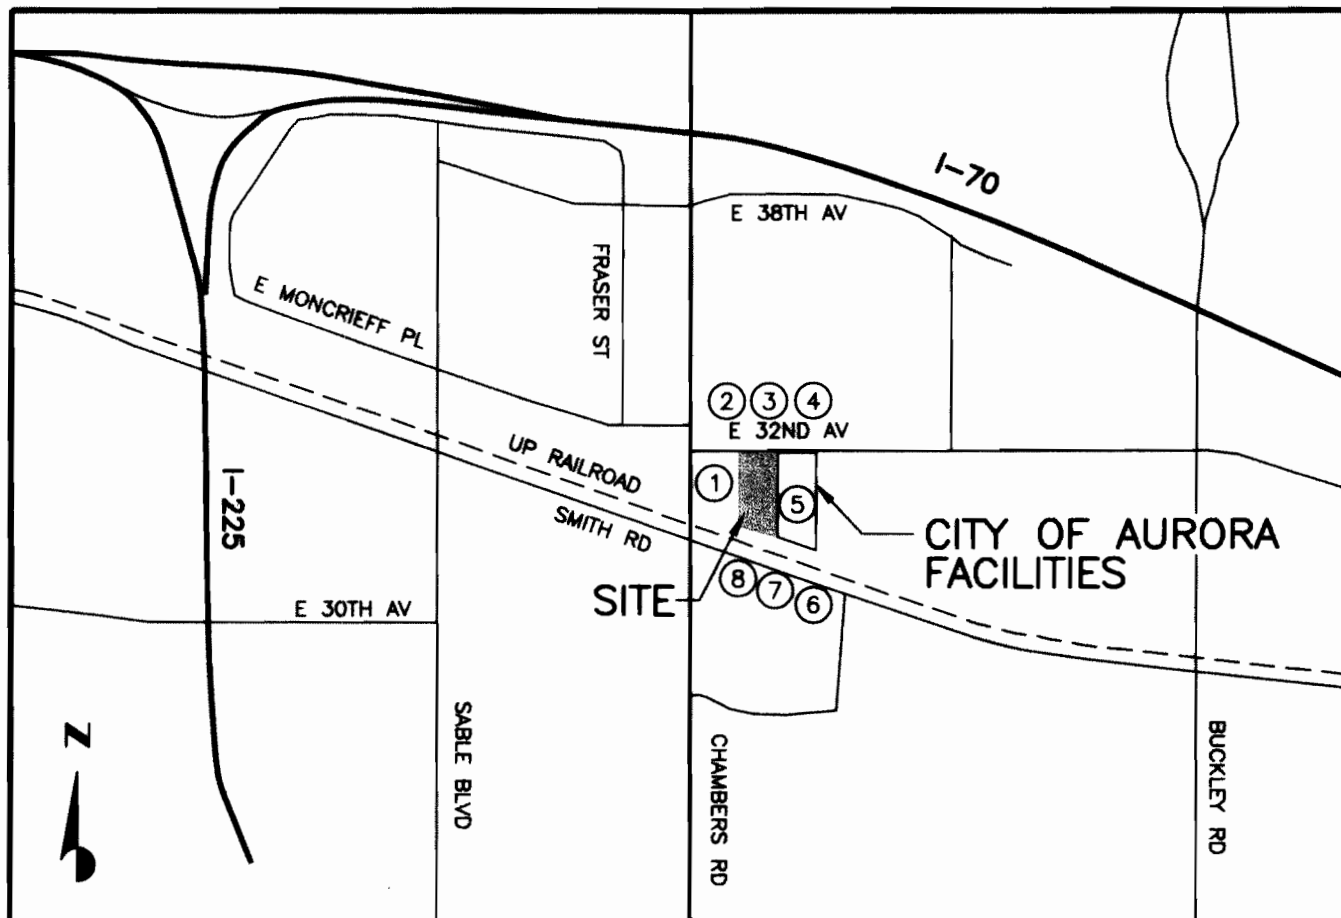 I-70
E 38TH AV
FRASER ST
E MONCRIEFF PL
2 3 4
E 32ND AV
UP RAILROAD
1
5
I-225
SMITH RD
CITY OF AURORA
FACILITIES
8 7 6
SITE
E 30TH AV
SABLE BLVD
CHAMBERS RD
BUCKLEY RD
N